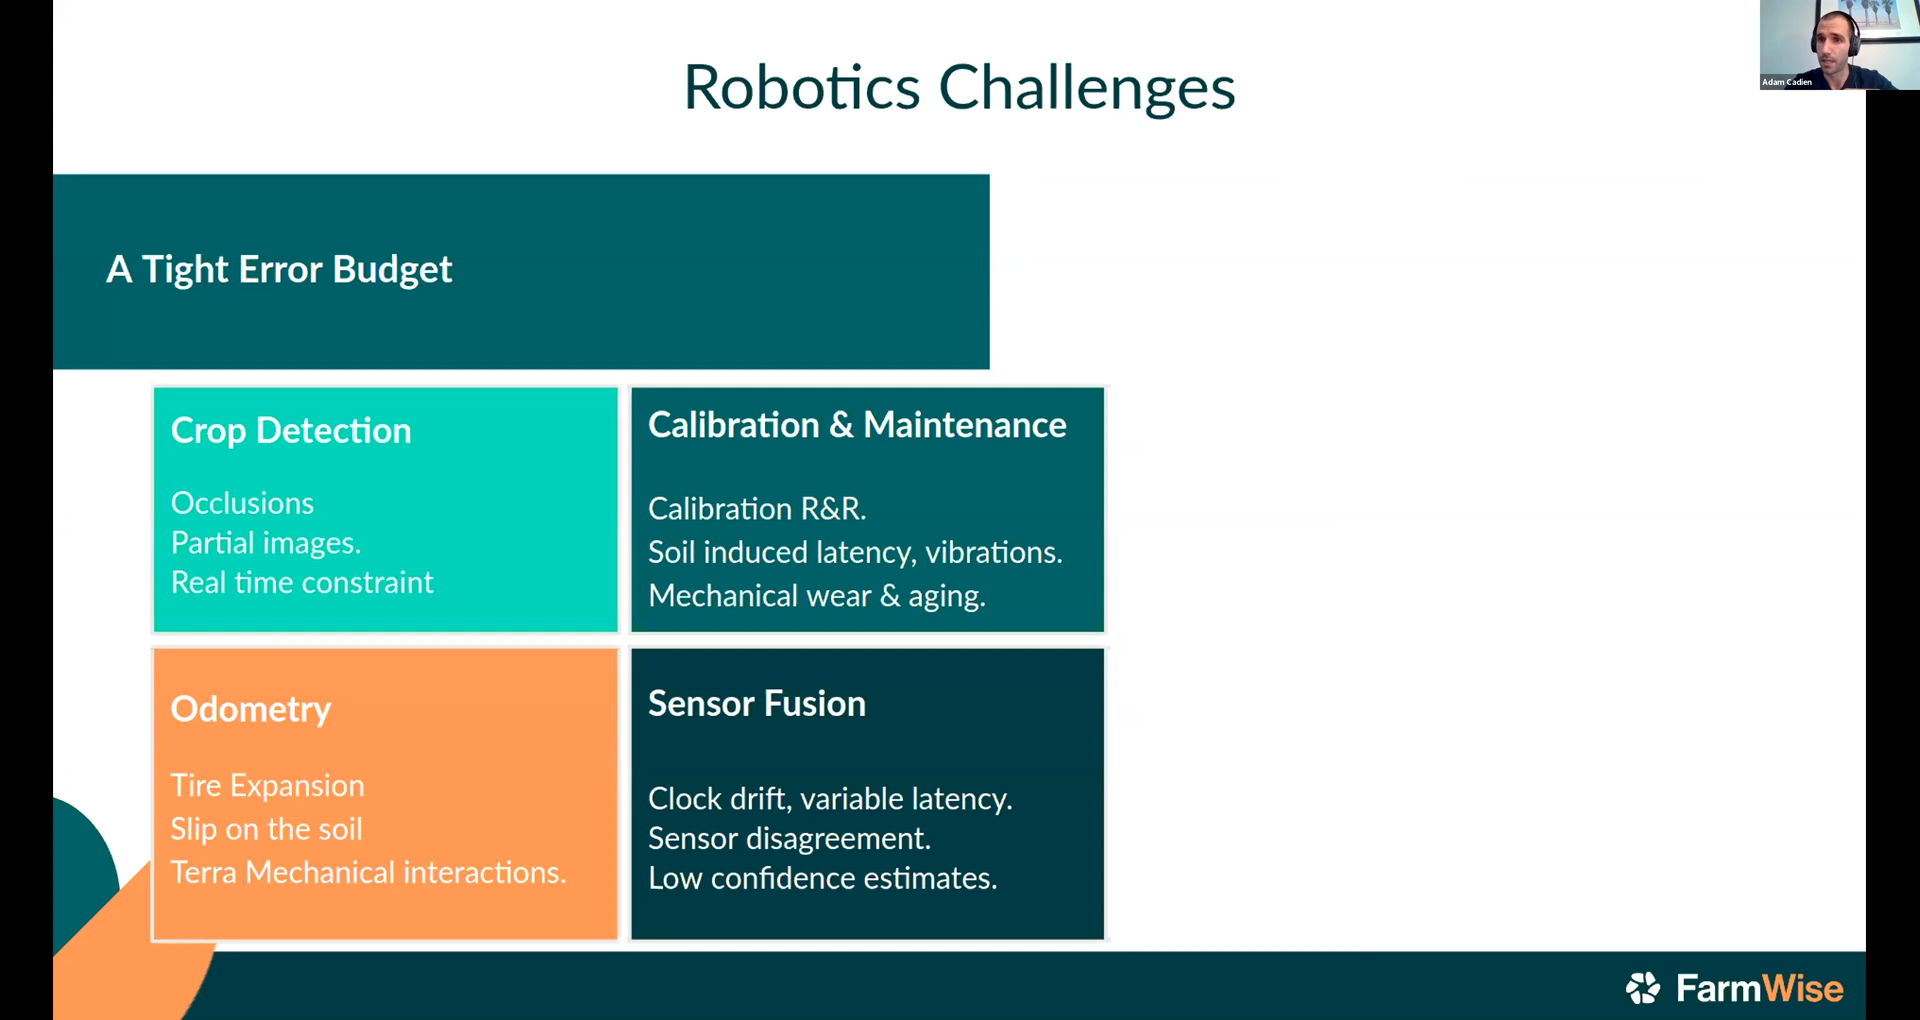 Robotics Challenges
Adam Cadien
A Tight Error Budget
Crop Detection
Occlusions
Partial images.
Real time constraint
Calibration & Maintenance
Calibration R&R.
Soil induced latency, vibrations.
Mechanical wear & aging.
Odometry
Tire Expansion
Slip on the soil
Terra Mechanical interactions.
Sensor Fusion
Clock drift, variable latency.
Sensor disagreement.
Low confidence estimates.
FarmWise